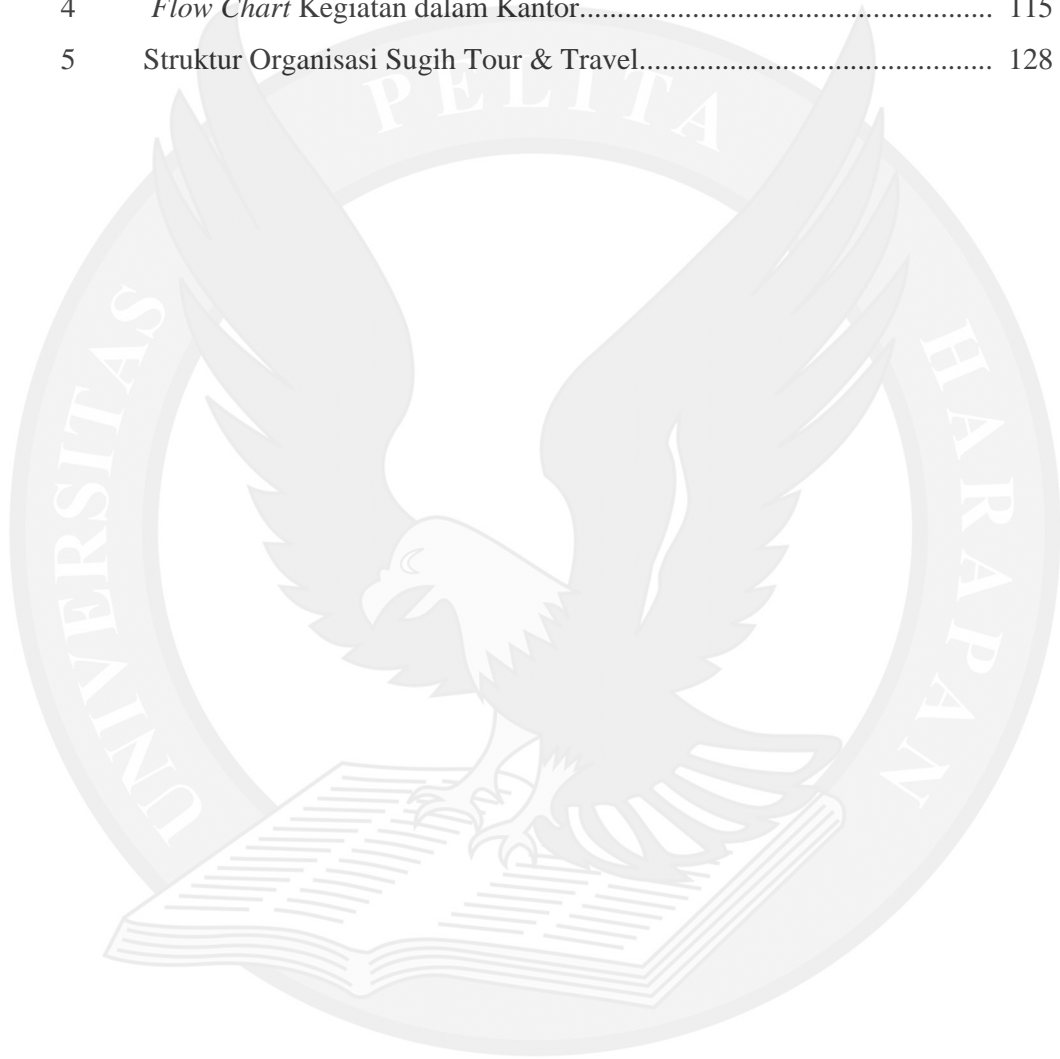 4 Flow Chart Kegiatan dalam Kantor.................................................... 115
5 Struktur Organisasi Sugih Tour & Travel............................................ 128
UNIVERSITAS PELITA HARAPAN